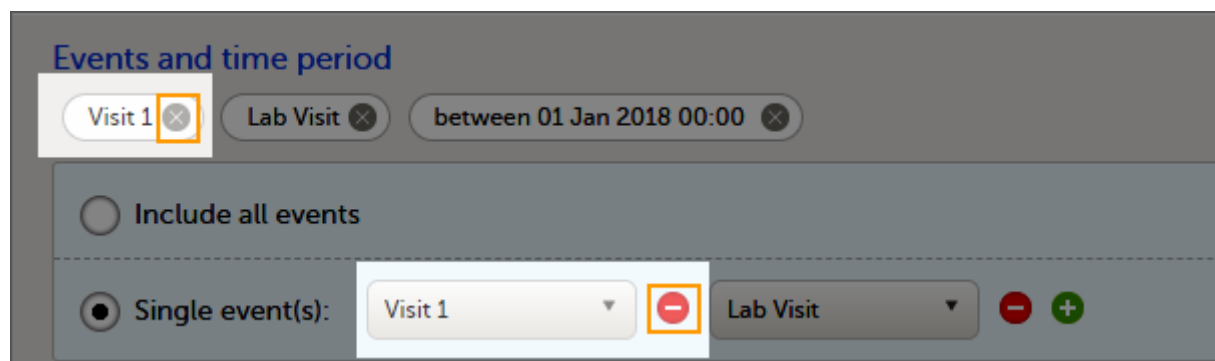 Events and time period
Visit 1 Lab Visit between 01 Jan 2018 00:00
Include all events
Single event(s): Visit 1 Lab Visit